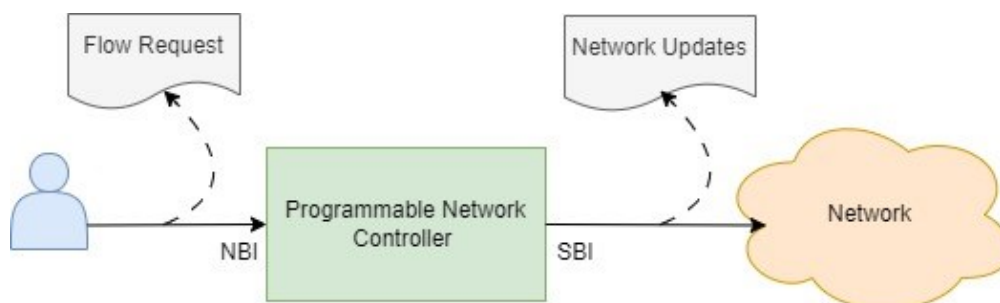 Flow Request
Network Updates
Programmable Network
Controller
Network
NBI
SBI